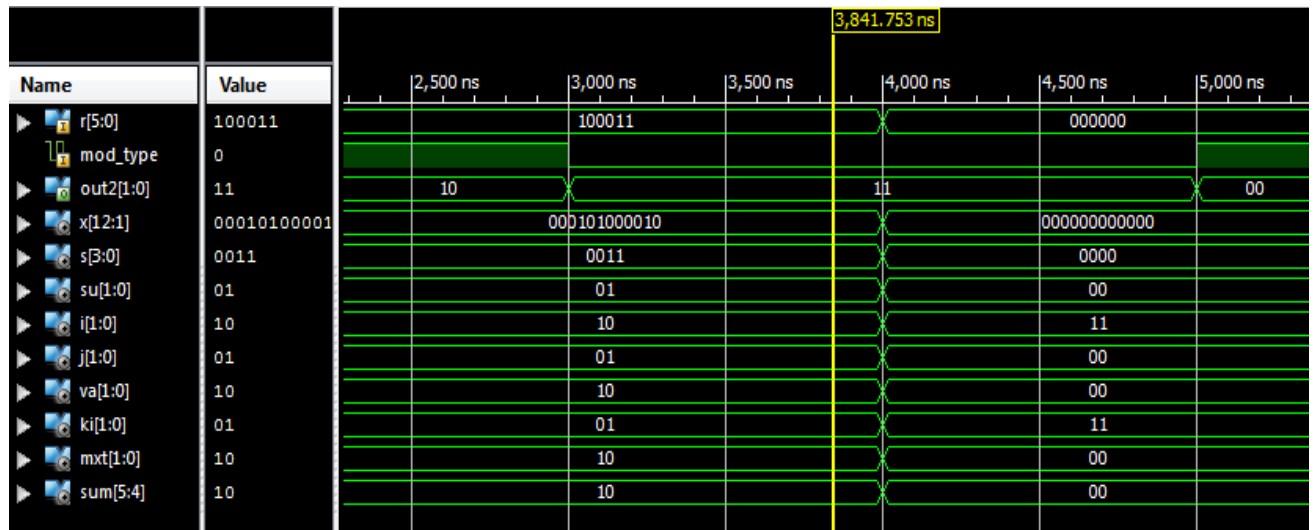 3,841.753 ns
Name Value 2,500 ns 3,000 ns 3,500 ns 4,000 ns 4,500 ns 5,000 ns
r[5:0] 100011 100011 000000
mod_type 0
out2[1:0] 11 10 11 00
x[12:1] 00010100001 000101000010 000000000000
s[3:0] 0011 0011 0000
su[1:0] 01 01 00
i[1:0] 10 10 11
j[1:0] 01 01 00
va[1:0] 10 10 00
ki[1:0] 01 01 11
mxt[1:0] 10 10 00
sum[5:4] 10 10 00